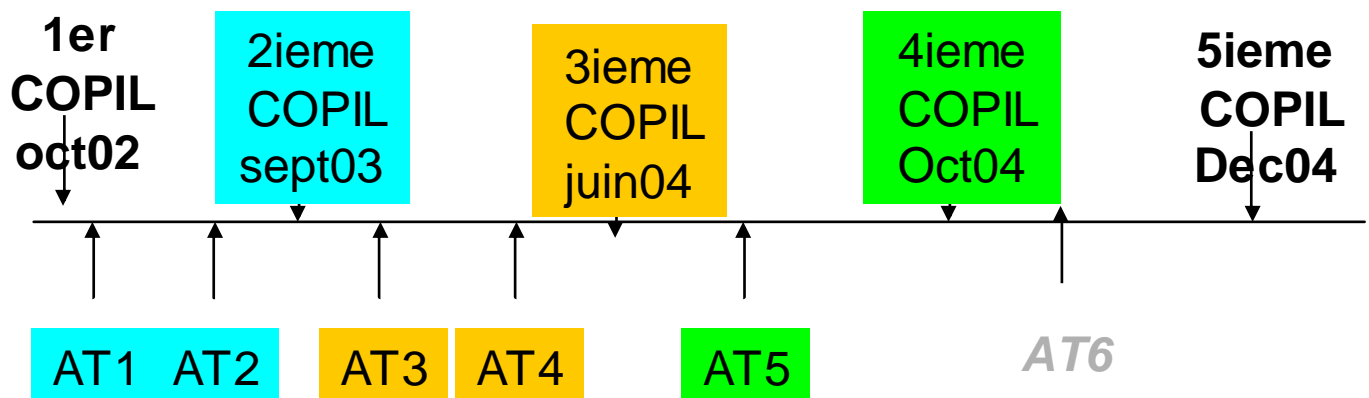 1er
COPIL
oct02
2ieme
COPIL
sept03
3ieme
COPIL
juin04
4ieme
COPIL
Oct04
5ieme
COPIL
Dec04
AT1 AT2 AT3 AT4 AT5 AT6